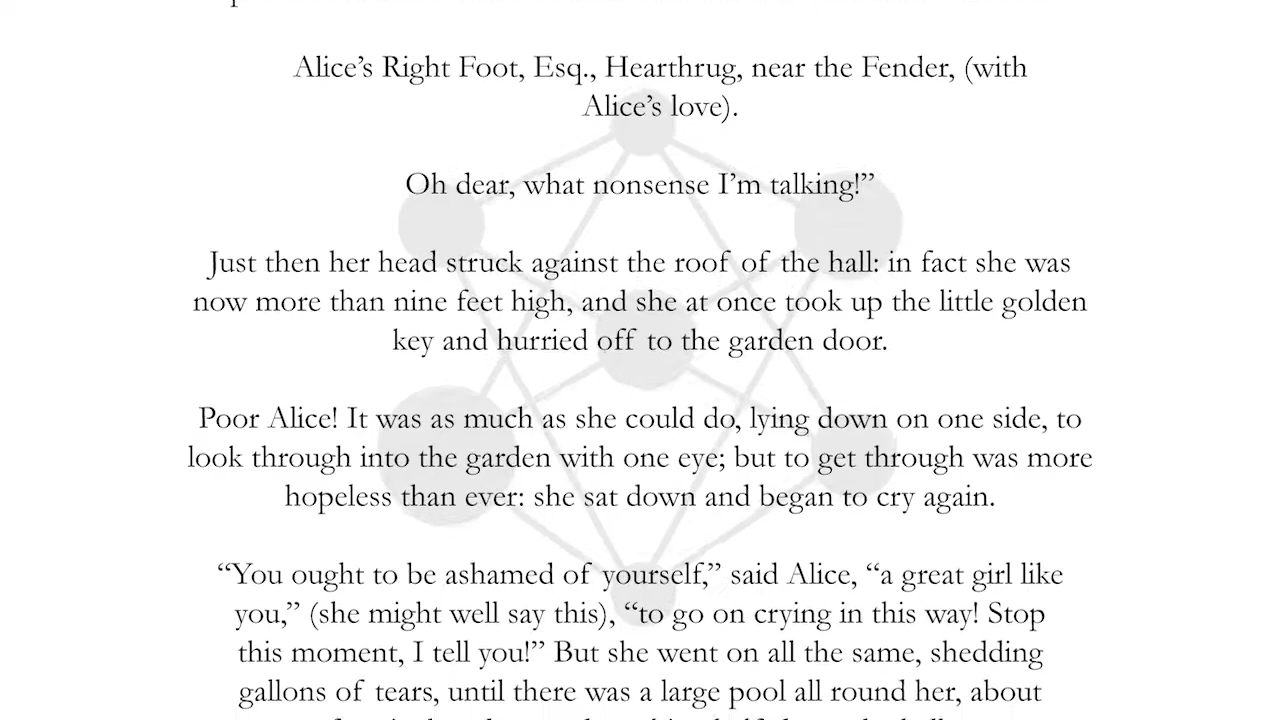 Alice’s Right Foot, Esq., Hearthrug, near the Fender, (with
Alice’s love).
Oh dear, what nonsense I’m talking!”
Just then her head struck against the roof of the hall: in fact she was
now more than nine feet high, and she at once took up the little golden
key and hurried off to the garden door.
Poor Alice! It was as much as she could do, lying down on one side, to
look through into the garden with one eye; but to get through was more
hopeless than ever: she sat down and began to cry again.
“You ought to be ashamed of yourself,” said Alice, “a great girl like
you,” (she might well say this), “to go on crying in this way! Stop
this moment, I tell you!” But she went on all the same, shedding
gallons of tears, until there was a large pool all round her, about